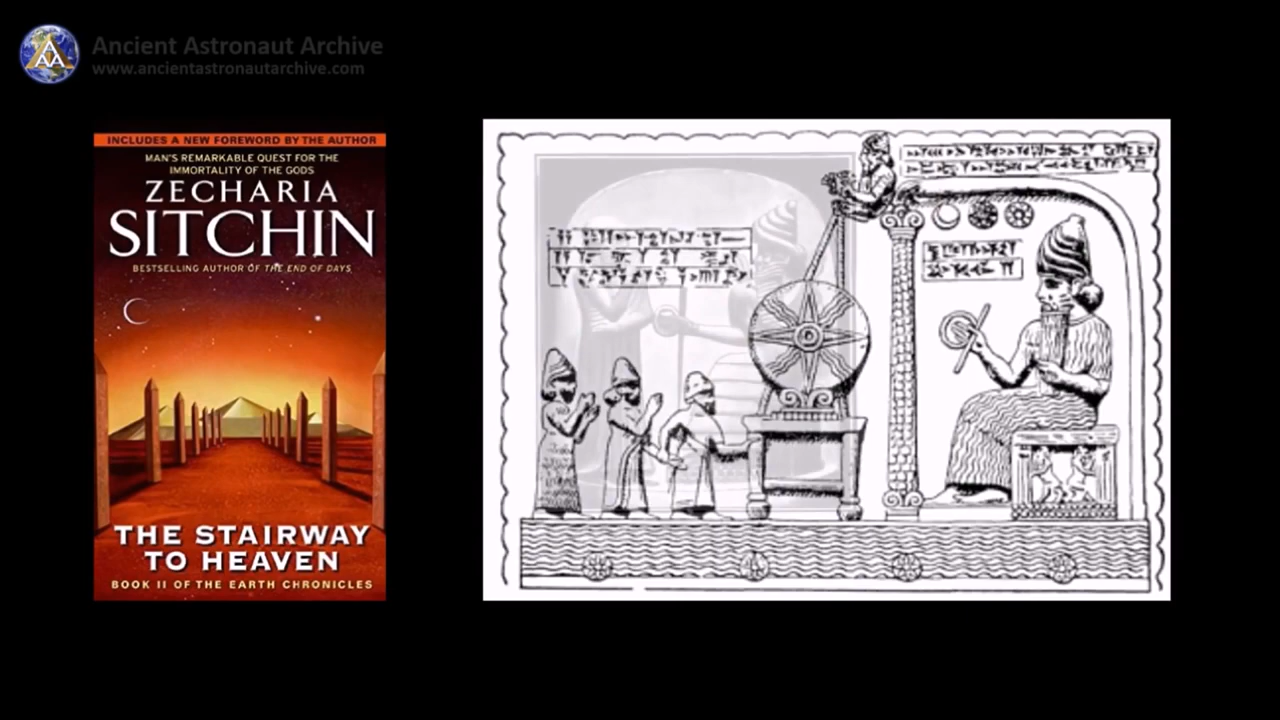 AAA
Ancient Astronaut Archive
www.ancientastronautarchive.com
INCLUDES A NEW FOREWORD BY THE AUTHOR
MAN'S REMARKABLE QUEST FOR THE
IMMORTALITY OF THE GODS
ZECHARIA
SITCHIN
BESTSELLING AUTHOR OF THE END OF DAYS
THE STAIRWAY
TO HEAVEN
BOOK II OF THE EARTH CHRONICLES